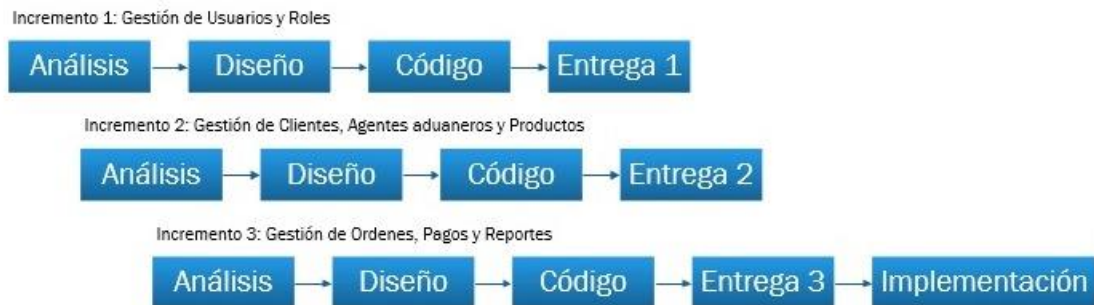 Incremento 1: Gestión de Usuarios y Roles
Análisis Diseño Código Entrega 1
Incremento 2: Gestión de Clientes, Agentes aduaneros y Productos
Análisis Diseño Código Entrega 2
Incremento 3: Gestión de Ordenes, Pagos y Reportes
Análisis Diseño Código Entrega 3 Implementación